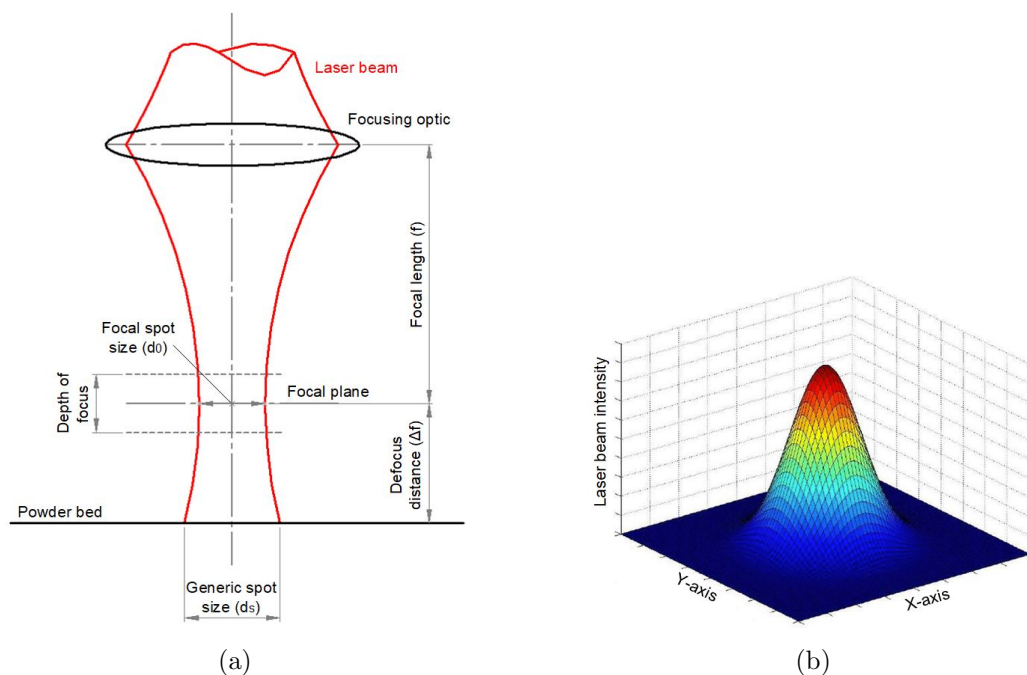 Laser beam
Focusing optic
Focal length (f)
Focal spot
size (d0)
Focal plane
Depth of
focus
Defocus
distance (Δf)
Powder bed
Generic spot
size (ds)
(a)
Laser beam intensity
Y-axis
X-axis
(b)